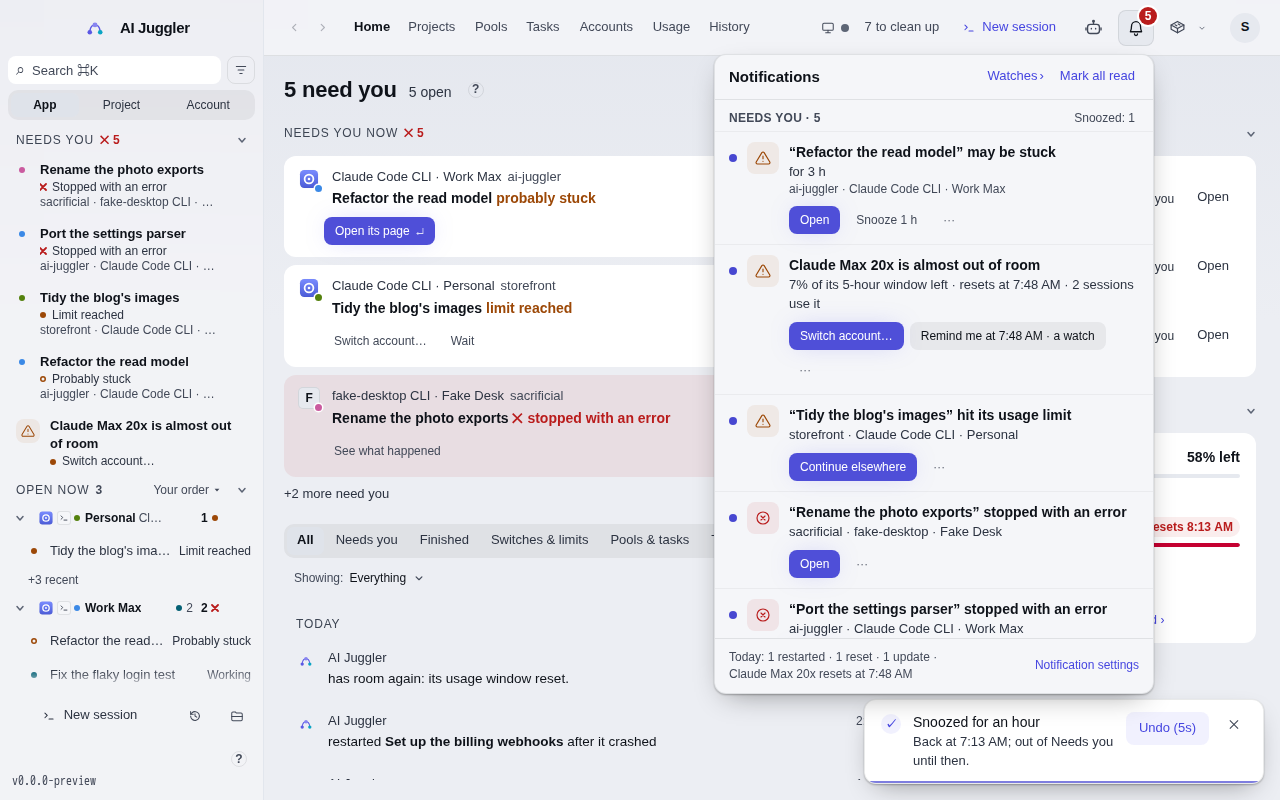 AI Juggler
Search ⌘K
App Project Account
NEEDS YOU 5
Rename the photo exports
Stopped with an error
sacrificial · fake-desktop CLI · …
Port the settings parser
Stopped with an error
ai-juggler · Claude Code CLI · …
Tidy the blog's images
Limit reached
storefront · Claude Code CLI · …
Refactor the read model
Probably stuck
ai-juggler · Claude Code CLI · …
Claude Max 20x is almost out
of room
Switch account…
OPEN NOW 3 Your order
Personal Cl… 1
Tidy the blog's ima… Limit reached
+3 recent
Work Max 2 2
Refactor the read… Probably stuck
Fix the flaky login test Working
New session
?
v0.0.0-preview
Home Projects Pools Tasks Accounts Usage History
7 to clean up New session 5 S
5 need you 5 open ?
NEEDS YOU NOW 5
Claude Code CLI · Work Max ai-juggler
Refactor the read model probably stuck
Open its page
Claude Code CLI · Personal storefront
Tidy the blog's images limit reached
Switch account… Wait
F fake-desktop CLI · Fake Desk sacrificial
Rename the photo exports stopped with an error
See what happened
+2 more need you
All Needs you Finished Switches & limits Pools & tasks
Showing: Everything
TODAY
AI Juggler
has room again: its usage window reset.
AI Juggler 2
restarted Set up the billing webhooks after it crashed
you Open
you Open
you Open
58% left
resets 8:13 AM
Notifications Watches › Mark all read
NEEDS YOU · 5 Snoozed: 1
“Refactor the read model” may be stuck
for 3 h
ai-juggler · Claude Code CLI · Work Max
Open Snooze 1 h ···
Claude Max 20x is almost out of room
7% of its 5-hour window left · resets at 7:48 AM · 2 sessions
use it
Switch account… Remind me at 7:48 AM · a watch
···
“Tidy the blog's images” hit its usage limit
storefront · Claude Code CLI · Personal
Continue elsewhere ···
“Rename the photo exports” stopped with an error
sacrificial · fake-desktop · Fake Desk
Open ···
“Port the settings parser” stopped with an error
ai-juggler · Claude Code CLI · Work Max
Today: 1 restarted · 1 reset · 1 update ·
Claude Max 20x resets at 7:48 AM
Notification settings
Snoozed for an hour
Back at 7:13 AM; out of Needs you
until then.
Undo (5s)